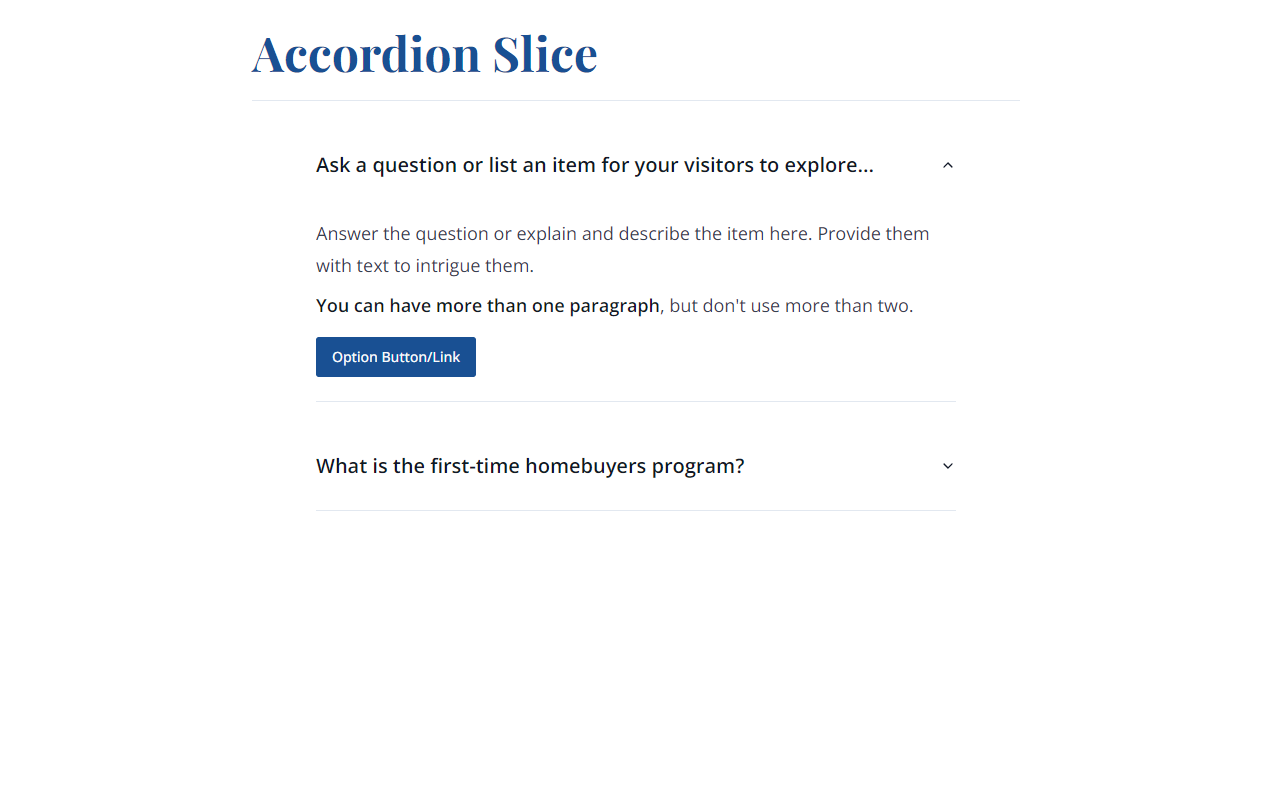 Accordion Slice
Ask a question or list an item for your visitors to explore...
Answer the question or explain and describe the item here. Provide them
with text to intrigue them.
You can have more than one paragraph, but don't use more than two.
Option Button/Link
What is the first-time homebuyers program?